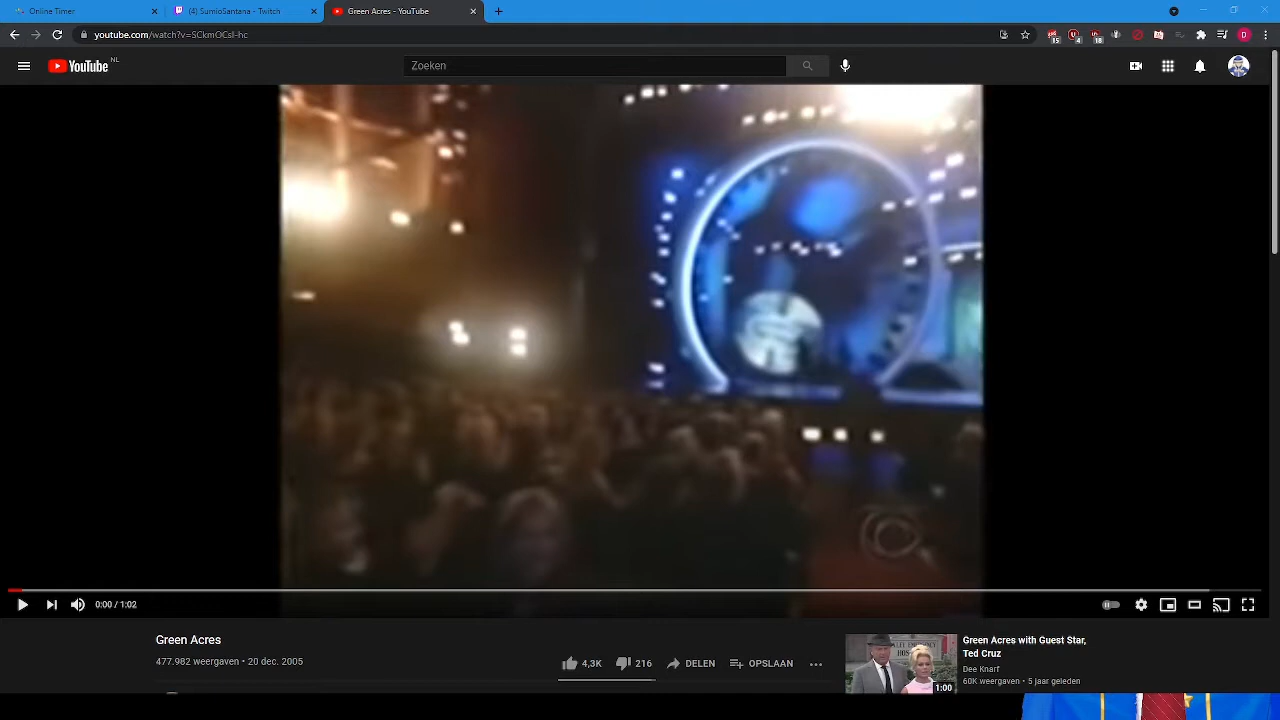 Online Timer
(4) SumioSantana - Twitch
Green Acres - YouTube
youtube.com/watch?v=SCkmOCsII-hc
YouTube NL
Zoeken
0:00 / 1:02
Green Acres
477.982 weergaven • 20 dec. 2005
4,3K
216
DELEN
OPSLAAN
1:00
Green Acres with Guest Star,
Ted Cruz
Dee Knarf
60K weergaven • 5 jaar geleden